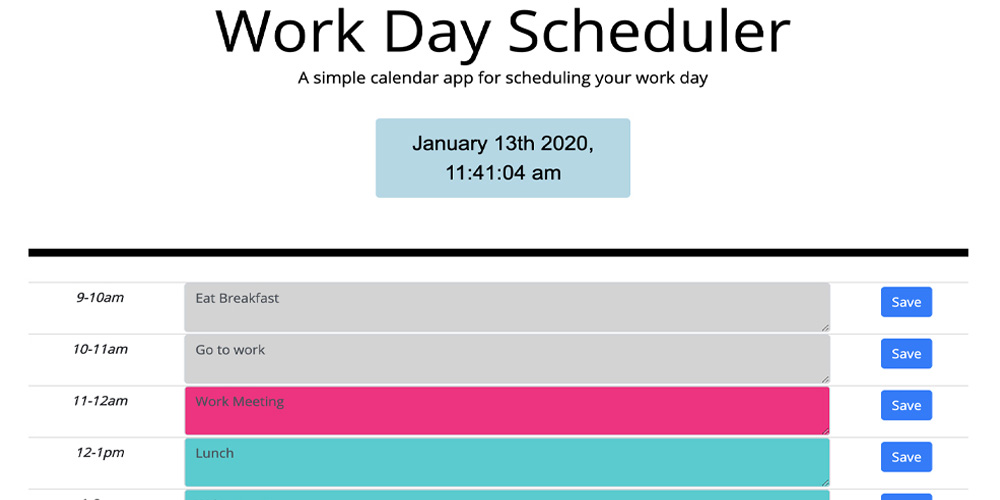 Work Day Scheduler
A simple calendar app for scheduling your work day
January 13th 2020,
11:41:04 am
9-10am Eat Breakfast Save
10-11am Go to work Save
11-12am Work Meeting Save
12-1pm Lunch Save